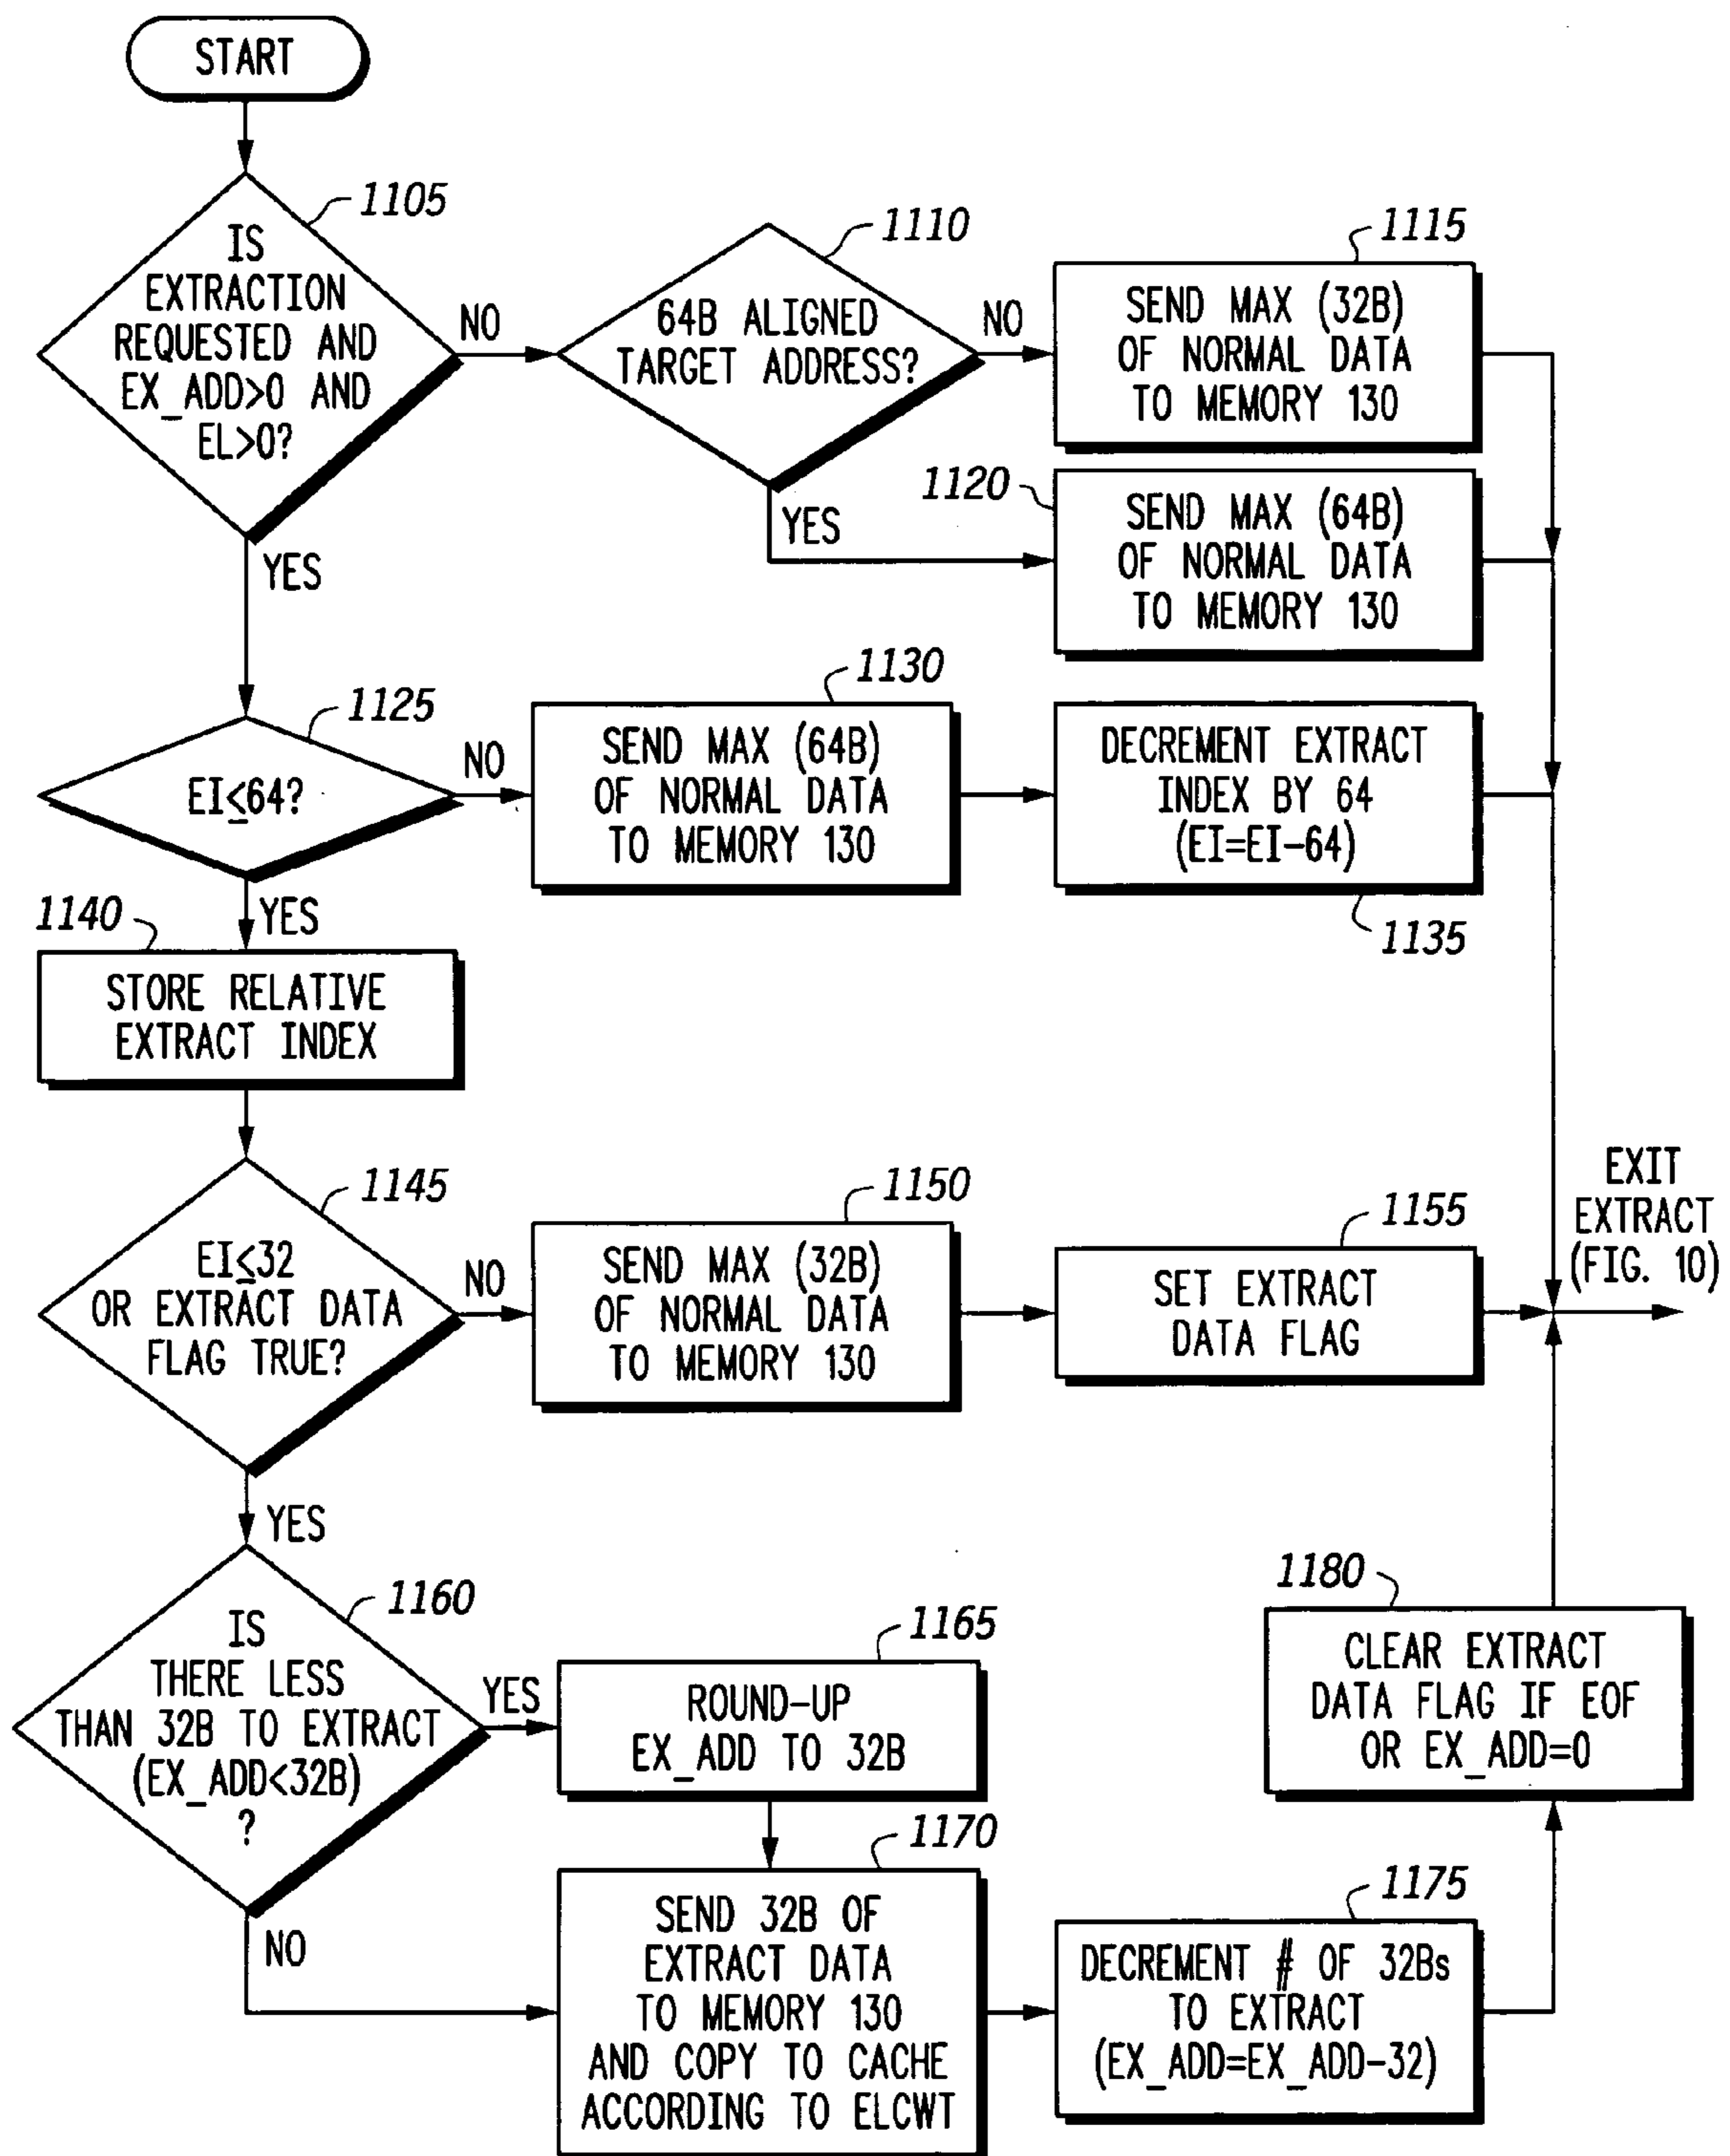 START
1105
IS
EXTRACTION
REQUESTED AND
EX_ADD>0 AND
EL>0?
NO
YES
1110
64B ALIGNED
TARGET ADDRESS?
NO
YES
1115
SEND MAX (32B)
OF NORMAL DATA
TO MEMORY 130
1120
SEND MAX (64B)
OF NORMAL DATA
TO MEMORY 130
1125
EI≤64?
NO
YES
1130
SEND MAX (64B)
OF NORMAL DATA
TO MEMORY 130
DECREMENT EXTRACT
INDEX BY 64
(EI=EI-64)
1135
1140
STORE RELATIVE
EXTRACT INDEX
1145
EI≤32
OR EXTRACT DATA
FLAG TRUE?
NO
YES
1150
SEND MAX (32B)
OF NORMAL DATA
TO MEMORY 130
1155
SET EXTRACT
DATA FLAG
EXIT
EXTRACT
(FIG. 10)
1160
IS
THERE LESS
THAN 32B TO EXTRACT
(EX_ADD<32B)
?
YES
NO
1165
ROUND-UP
EX_ADD TO 32B
1170
SEND 32B OF
EXTRACT DATA
TO MEMORY 130
AND COPY TO CACHE
ACCORDING TO ELCWT
1175
DECREMENT # OF 32Bs
TO EXTRACT
(EX_ADD=EX_ADD-32)
1180
CLEAR EXTRACT
DATA FLAG IF EOF
OR EX_ADD=0